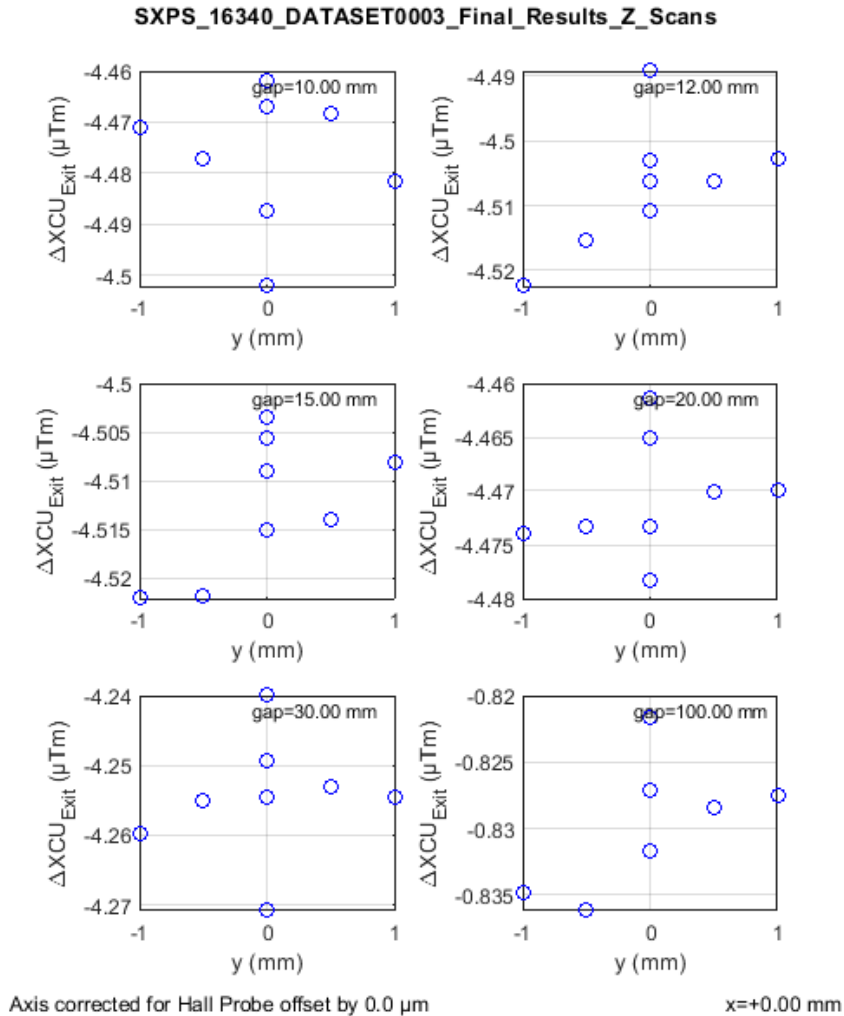 SXPS_16340_DATASET0003_Final_Results_Z_Scans
gap=10.00 mm
ΔXCU_Exit (µTm)
-4.46
-4.47
-4.48
-4.49
-4.5
-1 0 1
y (mm)
gap=12.00 mm
ΔXCU_Exit (µTm)
-4.49
-4.5
-4.51
-4.52
-1 0 1
y (mm)
gap=15.00 mm
ΔXCU_Exit (µTm)
-4.5
-4.505
-4.51
-4.515
-4.52
-1 0 1
y (mm)
gap=20.00 mm
ΔXCU_Exit (µTm)
-4.46
-4.465
-4.47
-4.475
-4.48
-1 0 1
y (mm)
gap=30.00 mm
ΔXCU_Exit (µTm)
-4.24
-4.25
-4.26
-4.27
-1 0 1
y (mm)
gap=100.00 mm
ΔXCU_Exit (µTm)
-0.82
-0.825
-0.83
-0.835
-1 0 1
y (mm)
Axis corrected for Hall Probe offset by 0.0 µm
x=+0.00 mm